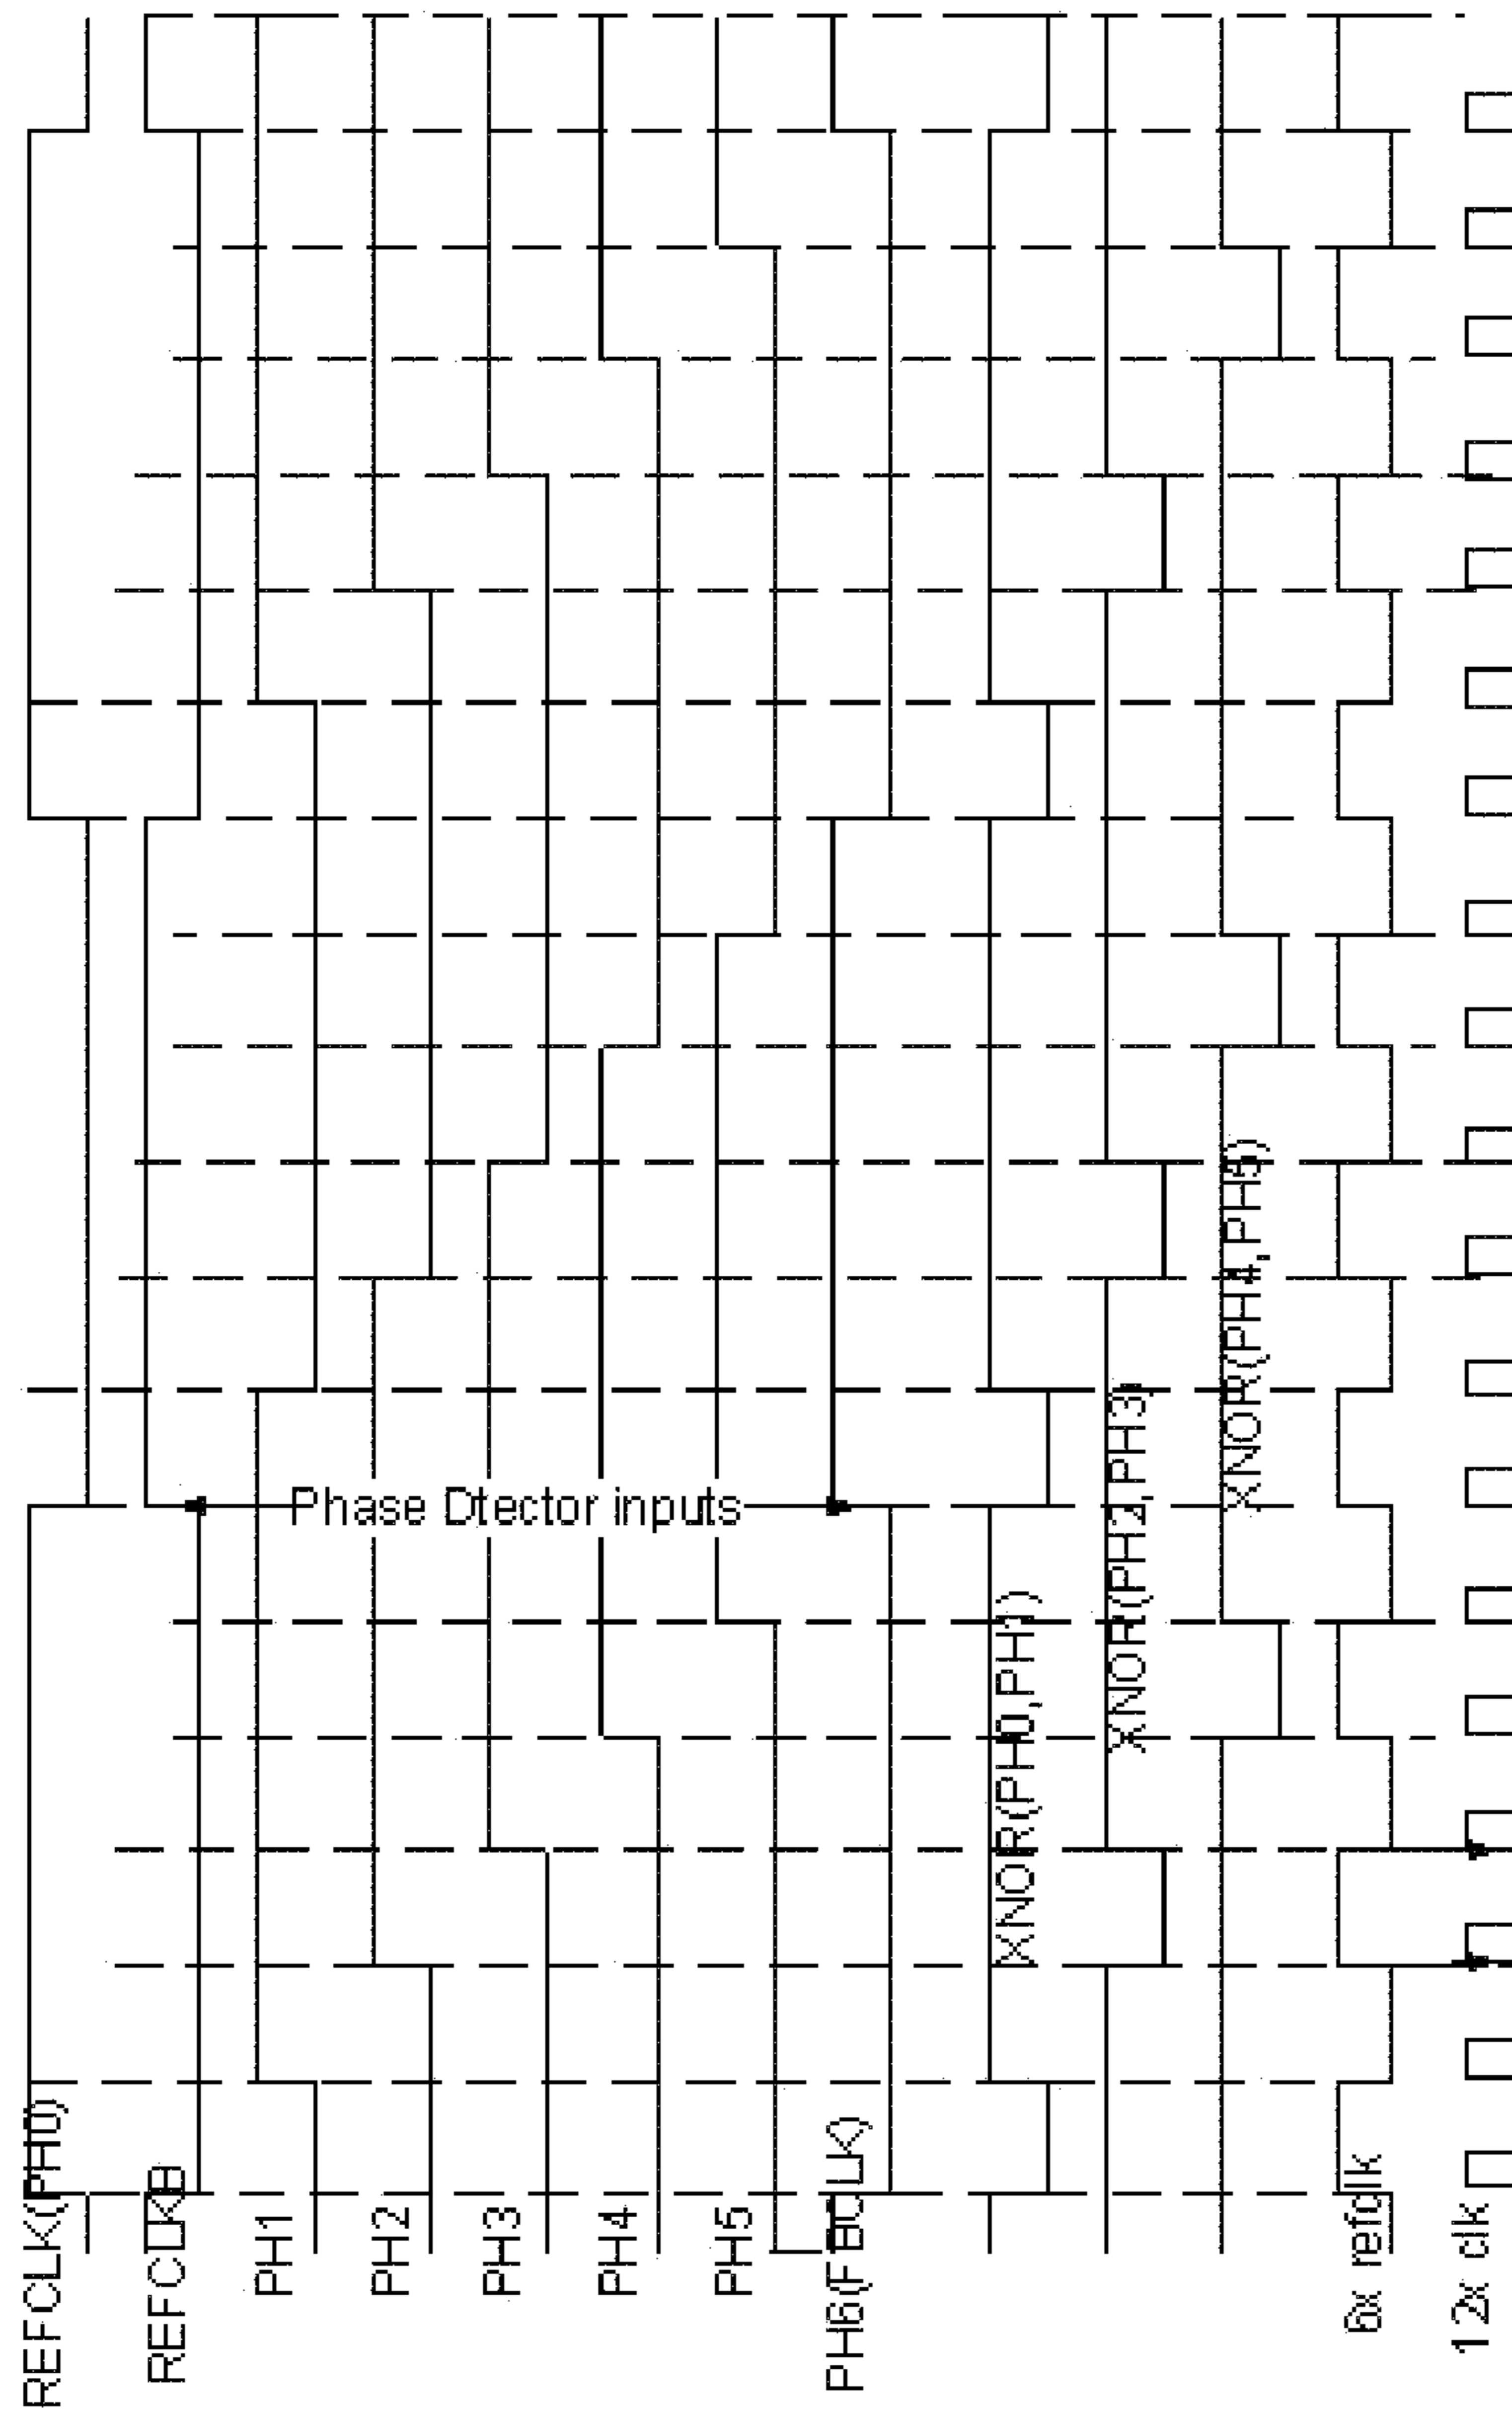 REFCLK(PH0)
REFCLKB
PH1
PH2
PH3
PH4
PH5
PH6(FBCLK)
Phase Dtector inputs
XNOR(PH0,PH1)
XNOR(PH2,PH3)
XNOR(PH4,PH5)
6x refclk
12x clk